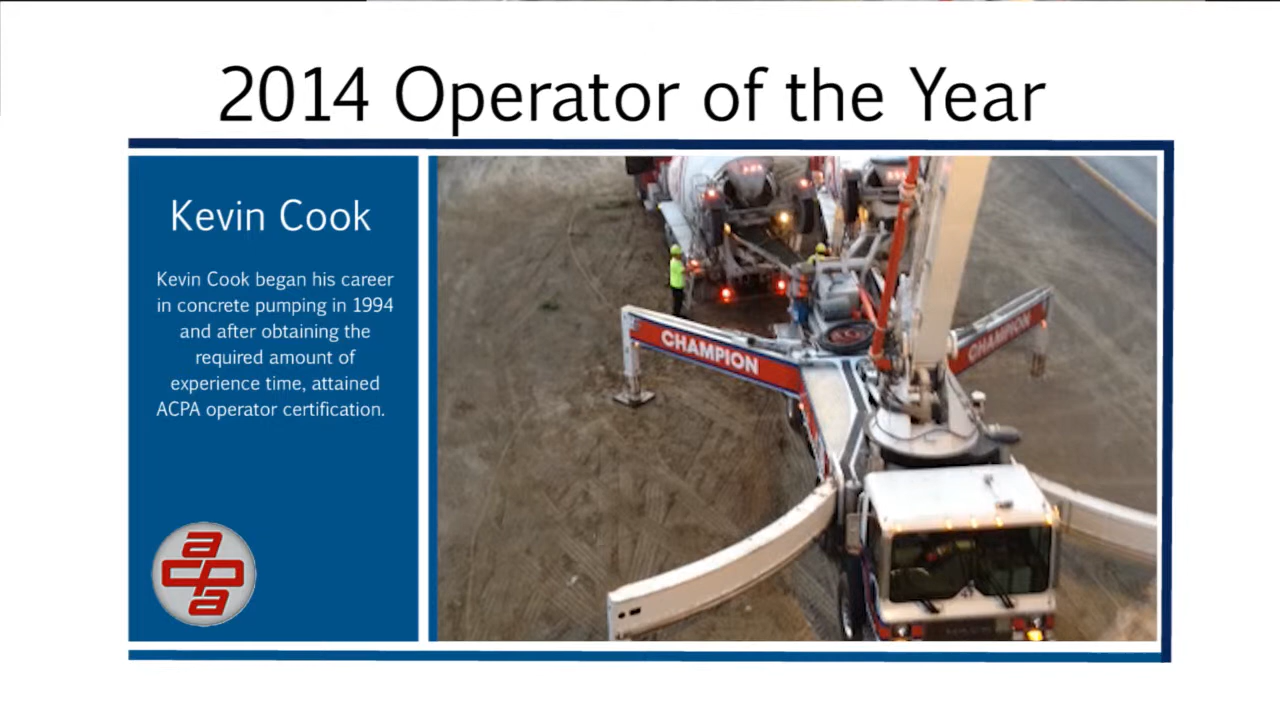 2014 Operator of the Year
Kevin Cook
Kevin Cook began his career
in concrete pumping in 1994
and after obtaining the
required amount of
experience time, attained
ACPA operator certification.
acpa
CHAMPION
CHAMPION